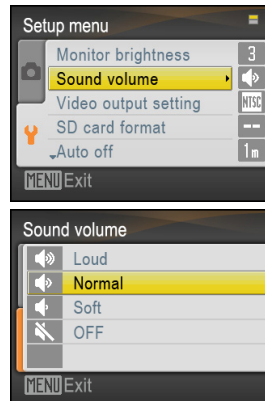 Setup menu
Monitor brightness 3
Sound volume
Video output setting NTSC
SD card format --
Auto off 1m
MENU Exit
Sound volume
Loud
Normal
Soft
OFF
MENU Exit